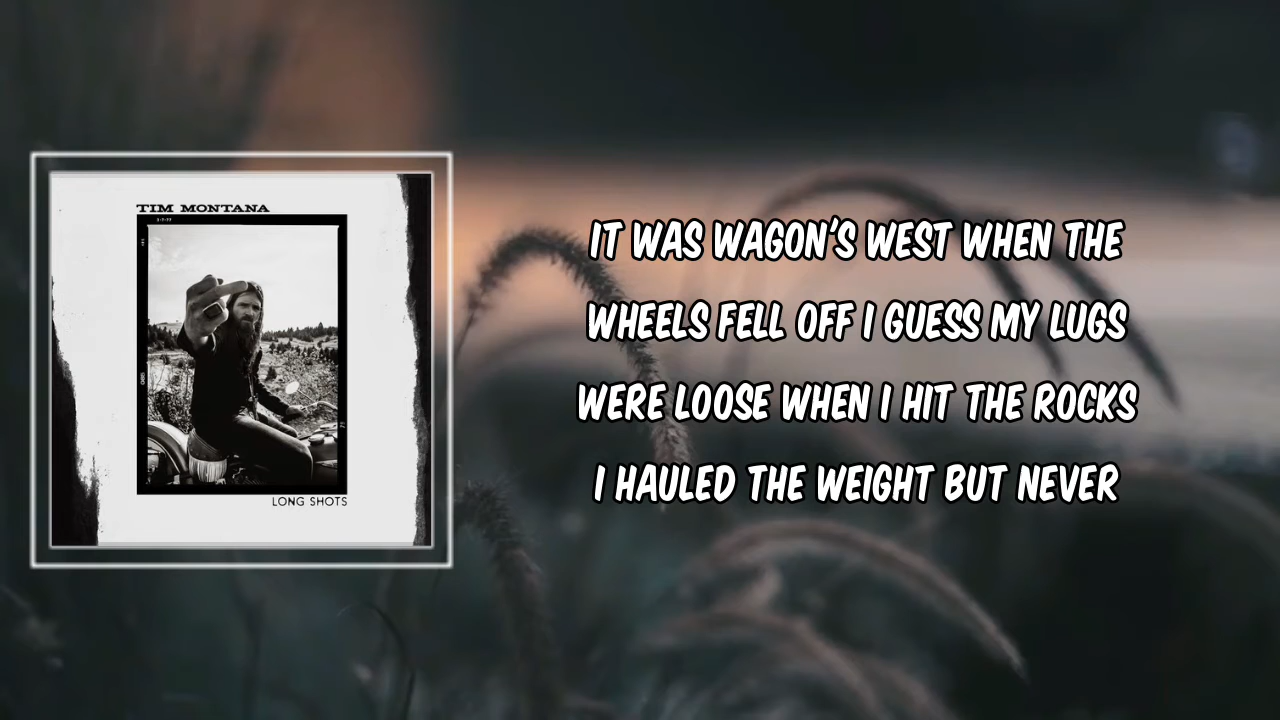 TIM MONTANA
LONG SHOTS
IT WAS WAGON'S WEST WHEN THE
WHEELS FELL OFF I GUESS MY LUGS
WERE LOOSE WHEN I HIT THE ROCKS
I HAULED THE WEIGHT BUT NEVER